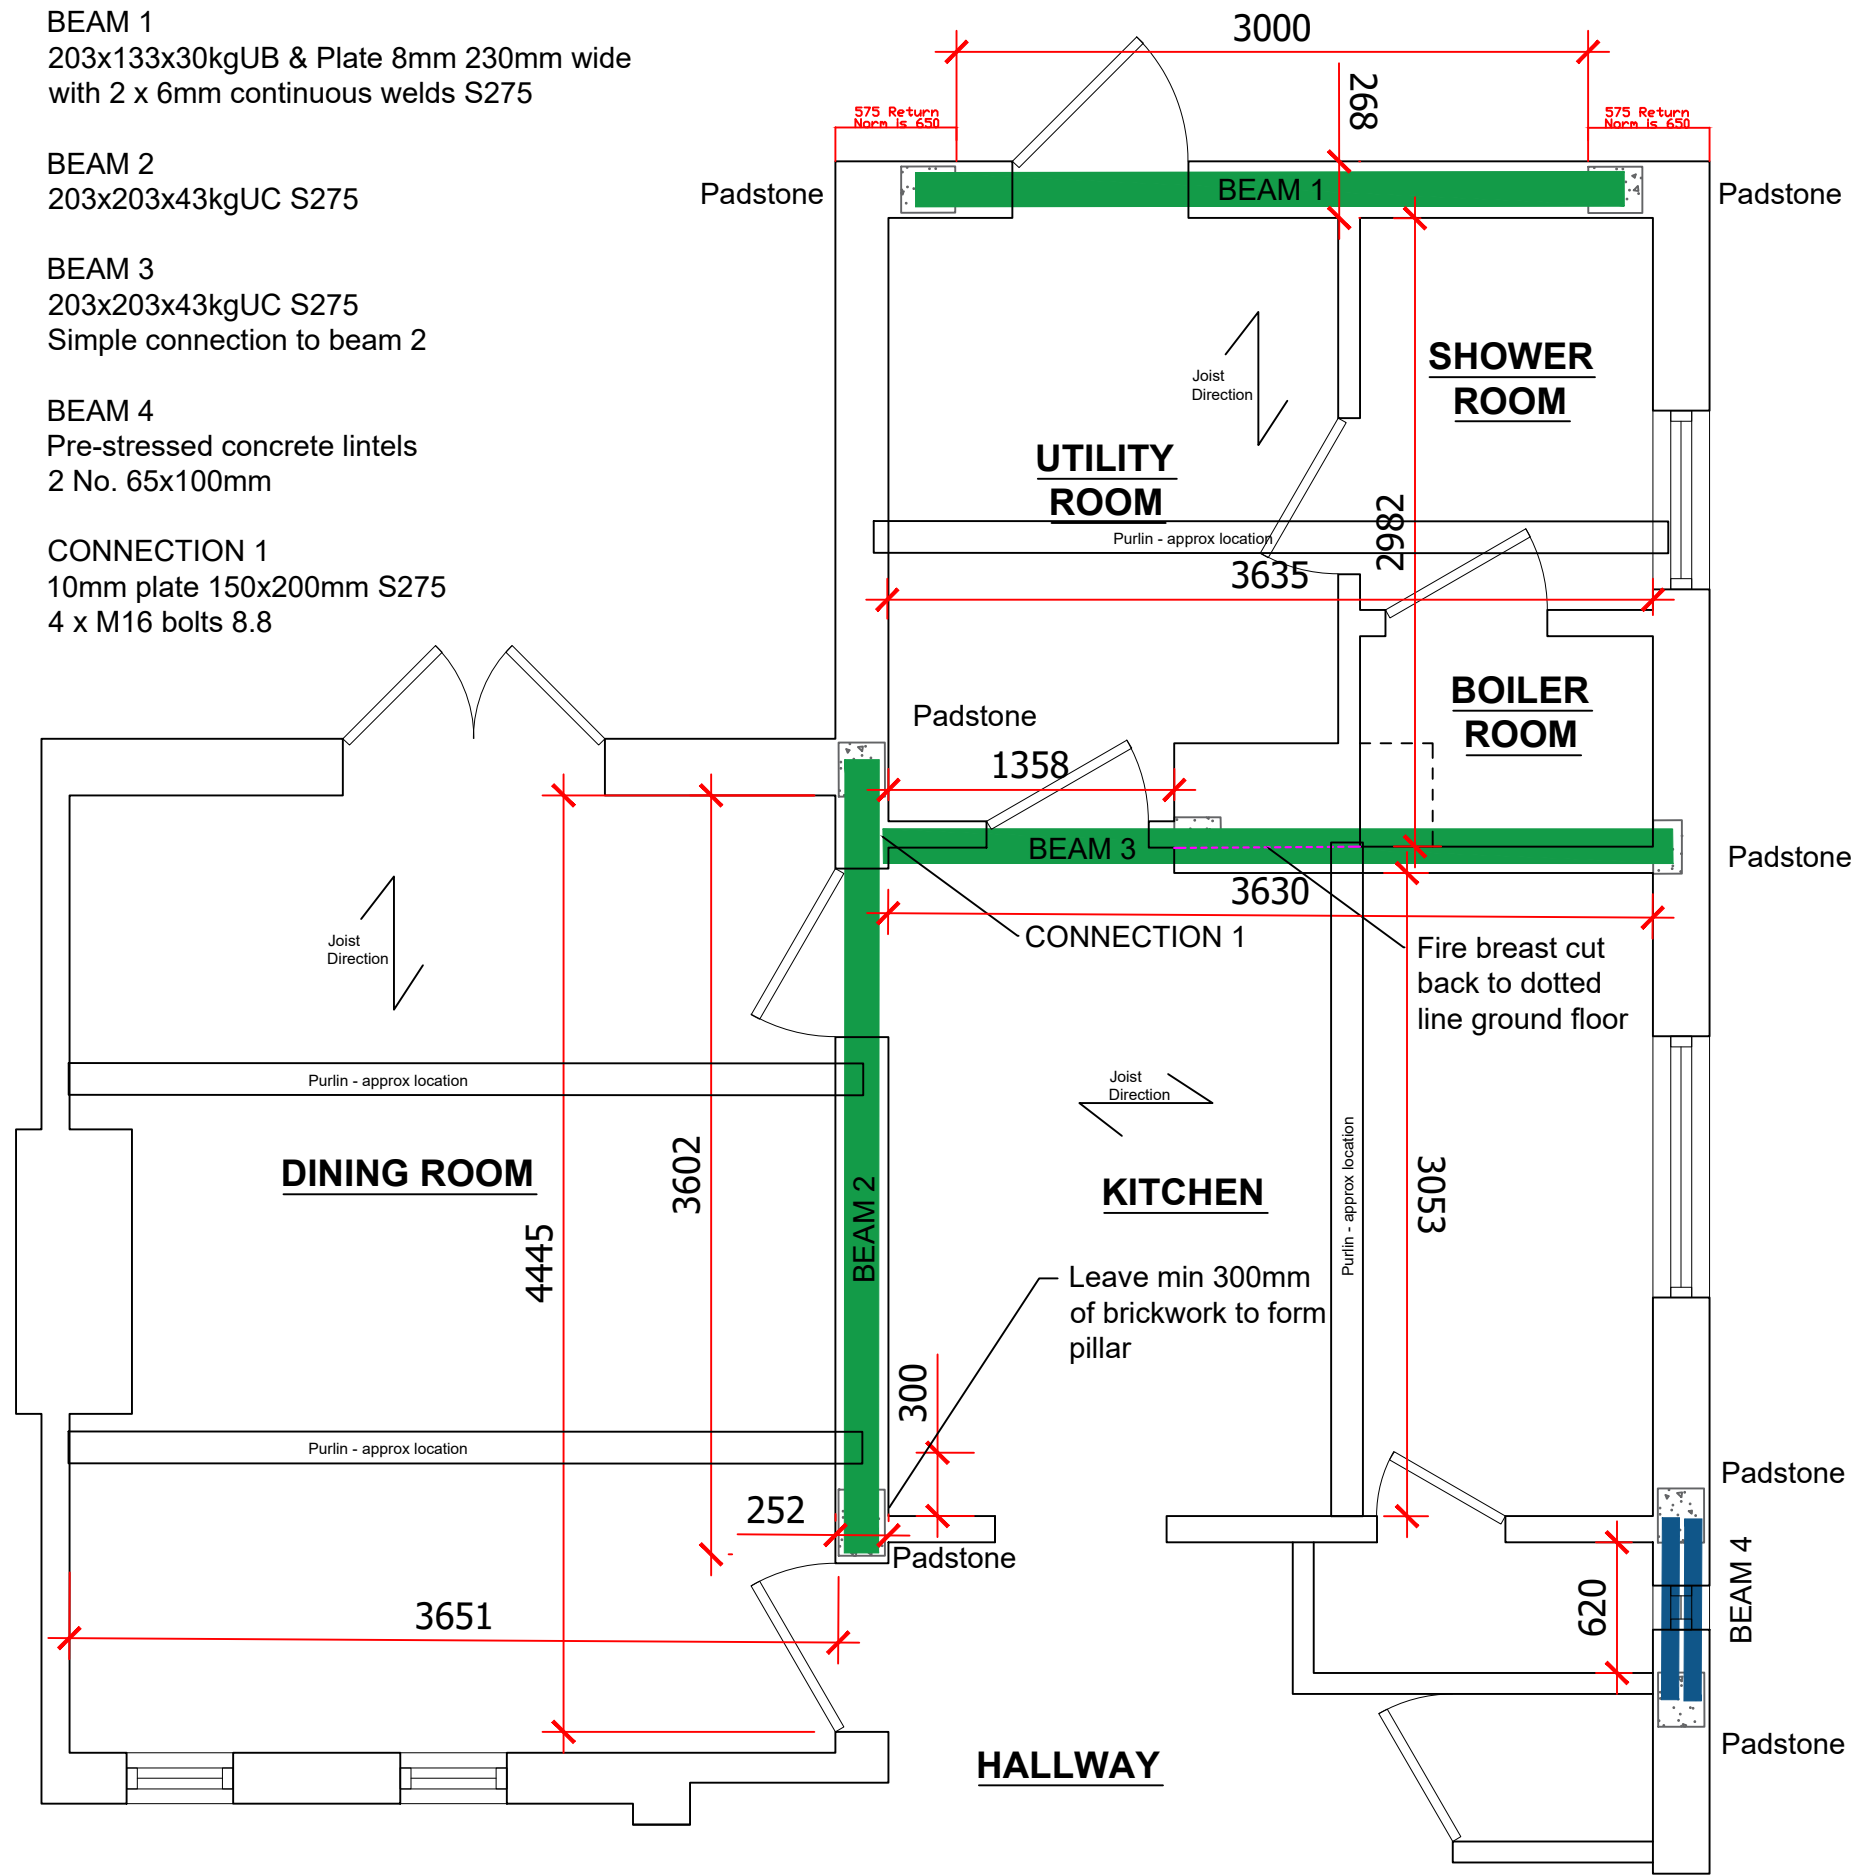 BEAM 1
203x133x30kgUB & Plate 8mm 230mm wide
with 2 x 6mm continuous welds S275
BEAM 2
203x203x43kgUC S275
BEAM 3
203x203x43kgUC S275
Simple connection to beam 2
BEAM 4
Pre-stressed concrete lintels
2 No. 65x100mm
CONNECTION 1
10mm plate 150x200mm S275
4 x M16 bolts 8.8
3000
268
575 Return
Norm is 650
575 Return
Norm is 650
Padstone
BEAM 1
Padstone
Joist
Direction
SHOWER
ROOM
UTILITY
ROOM
2982
Purlin - approx location
3635
BOILER
ROOM
Padstone
1358
BEAM 3
Padstone
3630
CONNECTION 1
Fire breast cut
back to dotted
line ground floor
Joist
Direction
Joist
Direction
Purlin - approx location
DINING ROOM
3602
4445
BEAM 2
KITCHEN
Purlin - approx location
3053
Leave min 300mm
of brickwork to form
pillar
300
Purlin - approx location
252
Padstone
Padstone
BEAM 4
620
3651
HALLWAY
Padstone